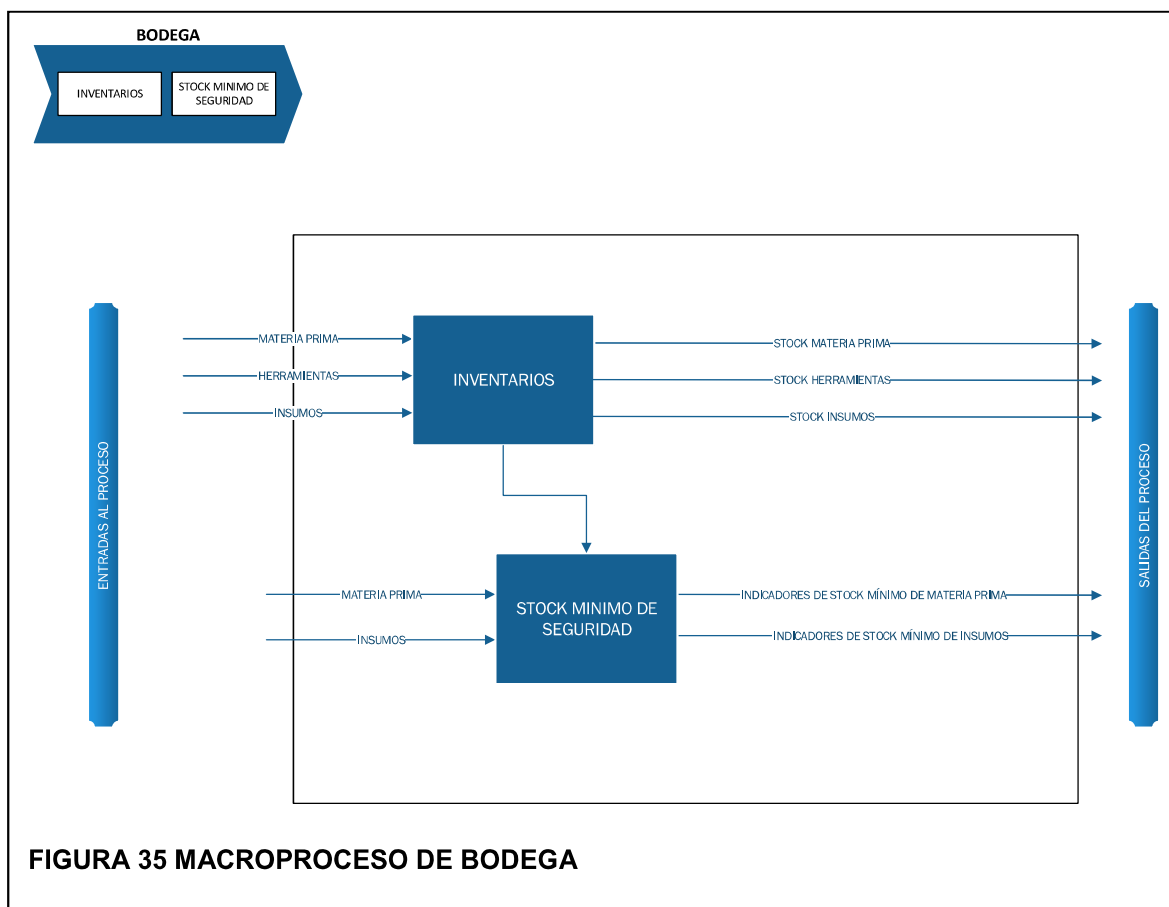 BODEGA
INVENTARIOS
STOCK MINIMO DE
SEGURIDAD
ENTRADAS AL PROCESO
MATERIA PRIMA
HERRAMIENTAS
INSUMOS
INVENTARIOS
STOCK MATERIA PRIMA
STOCK HERRAMIENTAS
STOCK INSUMOS
MATERIA PRIMA
INSUMOS
STOCK MINIMO DE
SEGURIDAD
INDICADORES DE STOCK MÍNIMO DE MATERÍA PRIMA
INDICADORES DE STOCK MÍNIMO DE INSUMOS
SALIDAS DEL PROCESO
FIGURA 35 MACROPROCESO DE BODEGA